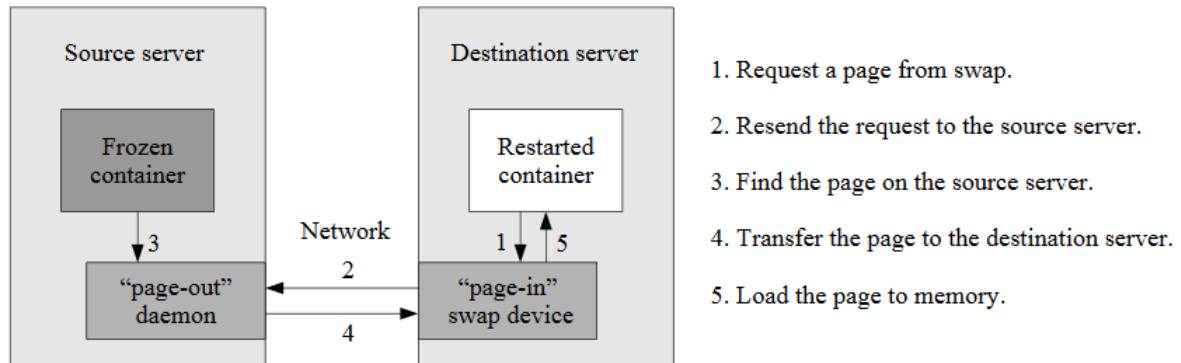 Source server
Destination server
Frozen
container
Restarted
container
3
Network
1
5
2
4
“page-out”
daemon
“page-in”
swap device
1. Request a page from swap.
2. Resend the request to the source server.
3. Find the page on the source server.
4. Transfer the page to the destination server.
5. Load the page to memory.